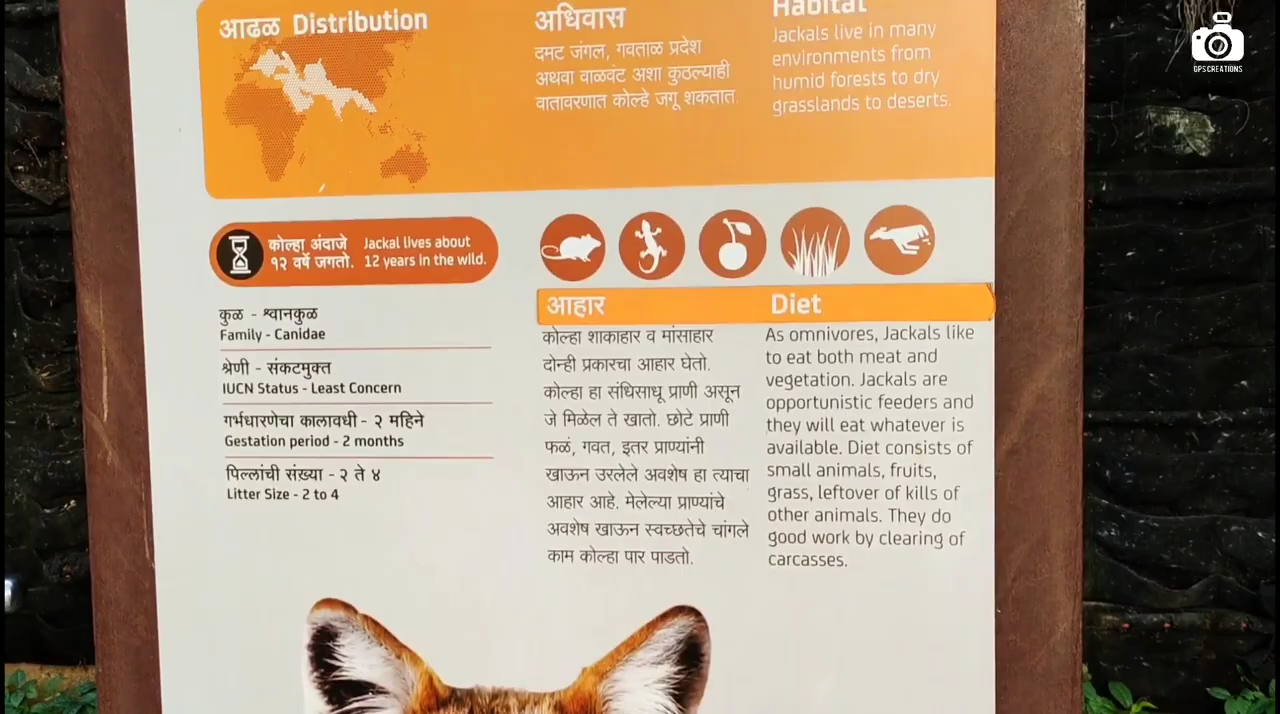 आढळ Distribution
अधिवास
दमट जंगल, गवताळ प्रदेश
अथवा वाळवंट अशा कुठल्याही
वातावरणात कोल्हे जगू शकतात.
Habitat
Jackals live in many
environments from
humid forests to dry
grasslands to deserts.
GPSCREATIONS
कोल्हा अंदाजे
१२ वर्षे जगतो.
Jackal lives about
12 years in the wild.
कुळ - श्वानकुळ
Family - Canidae
श्रेणी - संकटमुक्त
IUCN Status - Least Concern
गर्भधारणेचा कालावधी - २ महिने
Gestation period - 2 months
पिल्लांची संख्या - २ ते ४
Litter Size - 2 to 4
आहार
कोल्हा शाकाहार व मांसाहार
दोन्ही प्रकारचा आहार घेतो.
कोल्हा हा संधिसाधू प्राणी असून
जे मिळेल ते खातो. छोटे प्राणी
फळं, गवत, इतर प्राण्यांनी
खाऊन उरलेले अवशेष हा त्याचा
आहार आहे. मेलेल्या प्राण्यांचे
अवशेष खाऊन स्वच्छतेचे चांगले
काम कोल्हा पार पाडतो.
Diet
As omnivores, Jackals like
to eat both meat and
vegetation. Jackals are
opportunistic feeders and
they will eat whatever is
available. Diet consists of
small animals, fruits,
grass, leftover of kills of
other animals. They do
good work by clearing of
carcasses.